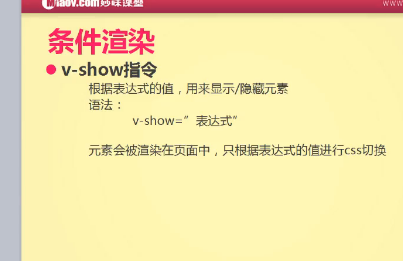 Miaov.com 妙味课堂
条件渲染
● v-show指令
根据表达式的值，用来显示/隐藏元素
语法：
v-show=”表达式”
元素会被渲染在页面中，只根据表达式的值进行css切换